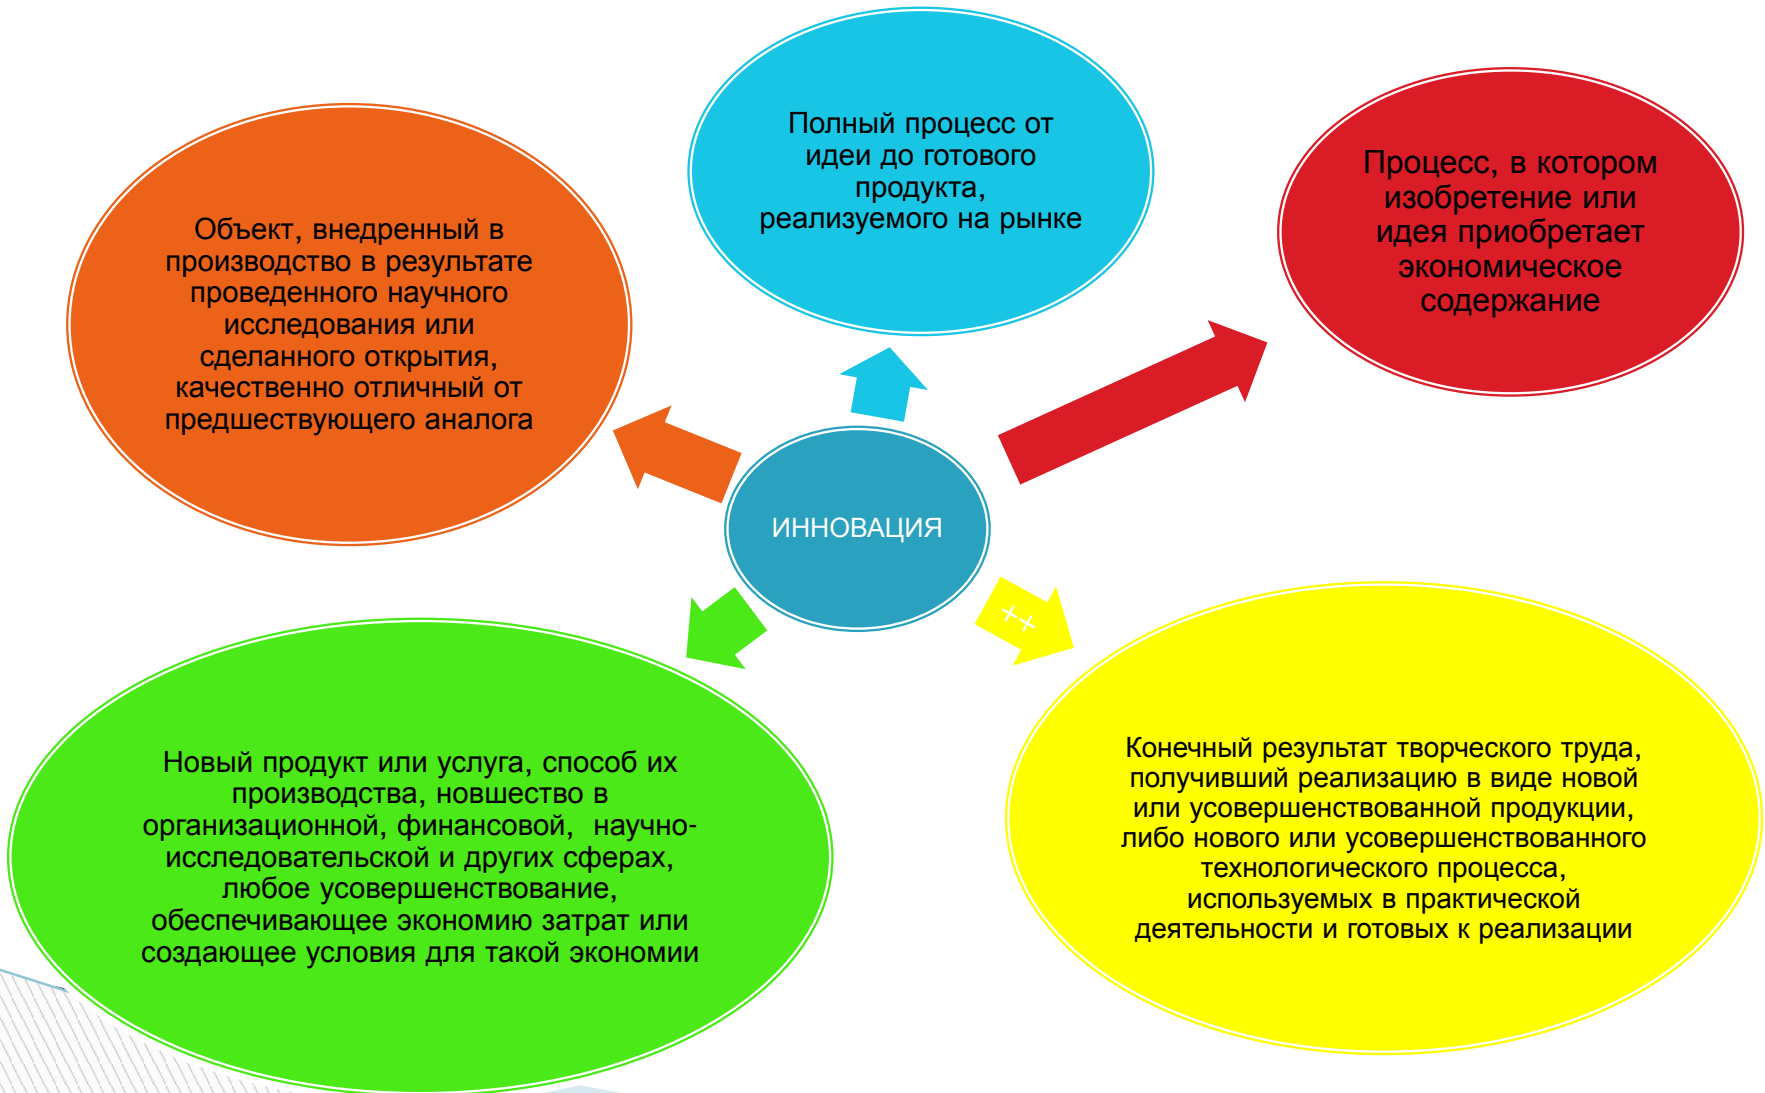 Полный процесс от
идеи до готового
продукта,
реализуемого на рынке
Процесс, в котором
изобретение или
идея приобретает
экономическое
содержание
Объект, внедренный в
производство в результате
проведенного научного
исследования или
сделанного открытия,
качественно отличный от
предшествующего аналога
ИННОВАЦИЯ
++
Новый продукт или услуга, способ их
производства, новшество в
организационной, финансовой,  научно-
исследовательской и других сферах,
любое усовершенствование,
обеспечивающее экономию затрат или
создающее условия для такой экономии
Конечный результат творческого труда,
получивший реализацию в виде новой
или усовершенствованной продукции,
либо нового или усовершенствованного
технологического процесса,
используемых в практической
деятельности и готовых к реализации